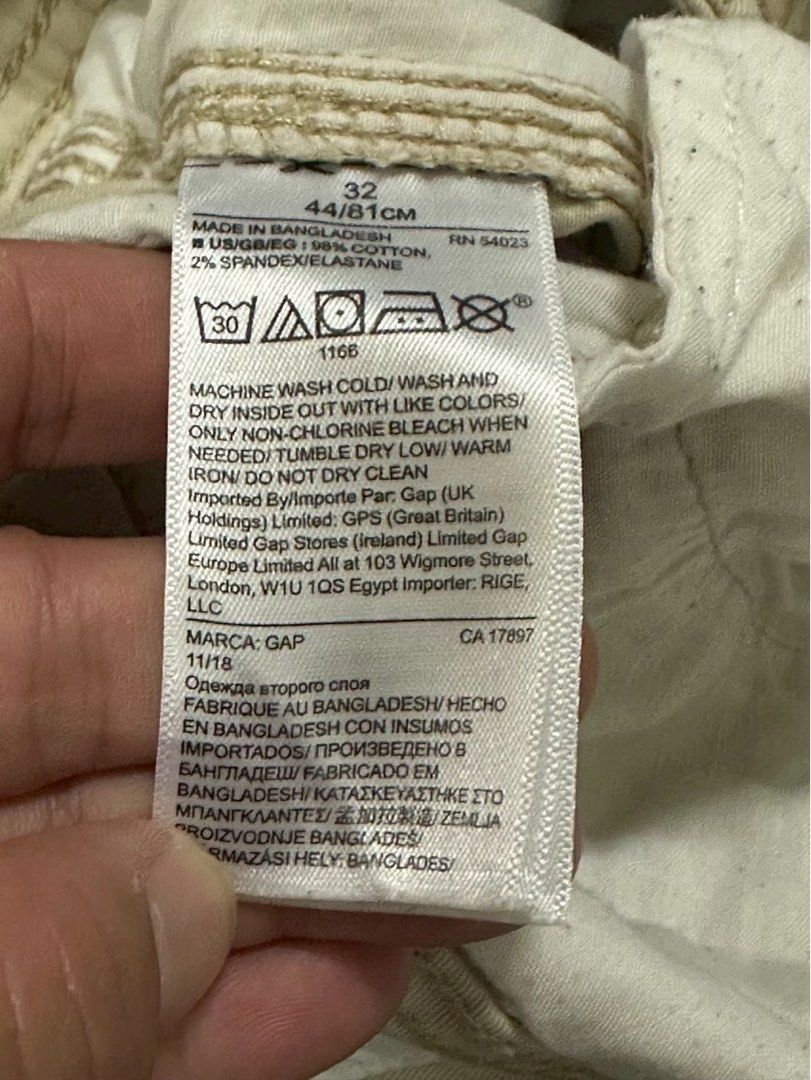 32
44/81CM
MADE IN BANGLADESH RN 54023
■ US/GB/EG : 98% COTTON,
2% SPANDEX/ELASTANE
30
®
1166
MACHINE WASH COLD/ WASH AND
DRY INSIDE OUT WITH LIKE COLORS/
ONLY NON-CHLORINE BLEACH WHEN
NEEDED/ TUMBLE DRY LOW/ WARM
IRON/ DO NOT DRY CLEAN
Imported By/Importe Par: Gap (UK
Holdings) Limited: GPS (Great Britain)
Limited Gap Stores (Ireland) Limited Gap
Europe Limited All at 103 Wigmore Street,
London, W1U 1QS Egypt Importer: RIGE,
LLC
MARCA: GAP CA 17897
11/18
Одежда второго слоя
FABRIQUE AU BANGLADESH/ HECHO
EN BANGLADESH CON INSUMOS
IMPORTADOS/ ПРОИЗВЕДЕНО В
БАНГЛАДЕШ/ FABRICADO EM
BANGLADESH/ ΚΑΤΑΣΚΕΥΑΣΤΗΚΕ ΣΤΟ
ΜΠΑΝΓΚΛΑΝΤΕΣ/ 孟加拉製造/ ZEMLJA
PROIZVODNJE BANGLADEŠ/
RMAZÁSI HELY: BANGLADES/